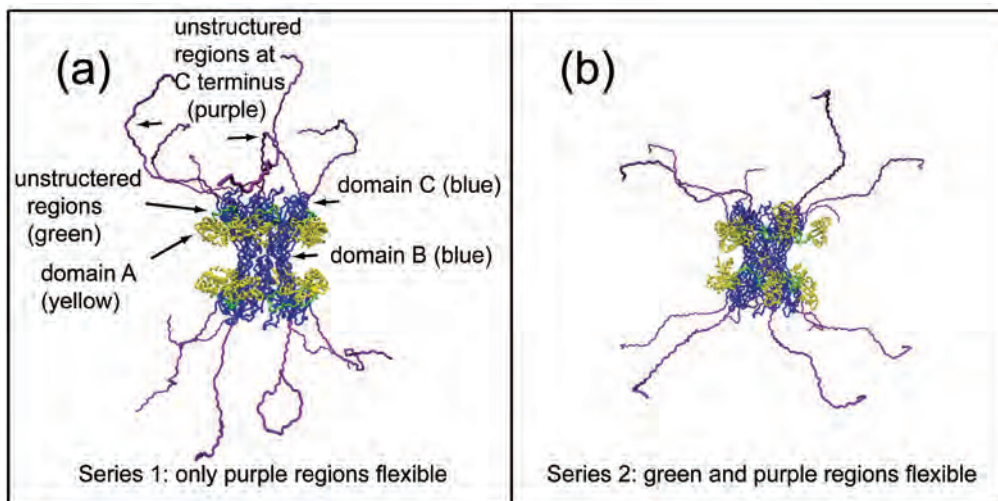 (a)
unstructured
regions at
C terminus
(purple)
unstructered
regions
(green)
domain A
(yellow)
domain C (blue)
domain B (blue)
Series 1: only purple regions flexible
(b)
Series 2: green and purple regions flexible